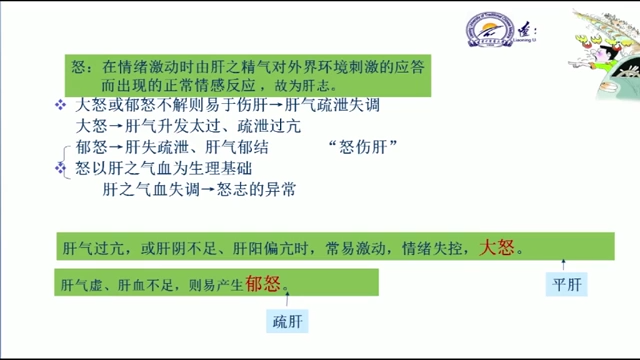 怒：在情绪激动时由肝之精气对外界环境刺激的应答
而出现的正常情感反应，故为肝志。
大怒或郁怒不解则易于伤肝→肝气疏泄失调
大怒→肝气升发太过、疏泄过亢
郁怒→肝失疏泄、肝气郁结 “怒伤肝”
怒以肝之气血为生理基础
肝之气血失调→怒志的异常
肝气过亢，或肝阴不足、肝阳偏亢时，常易激动，情绪失控，大怒。
肝气虚、肝血不足，则易产生郁怒。
平肝
疏肝